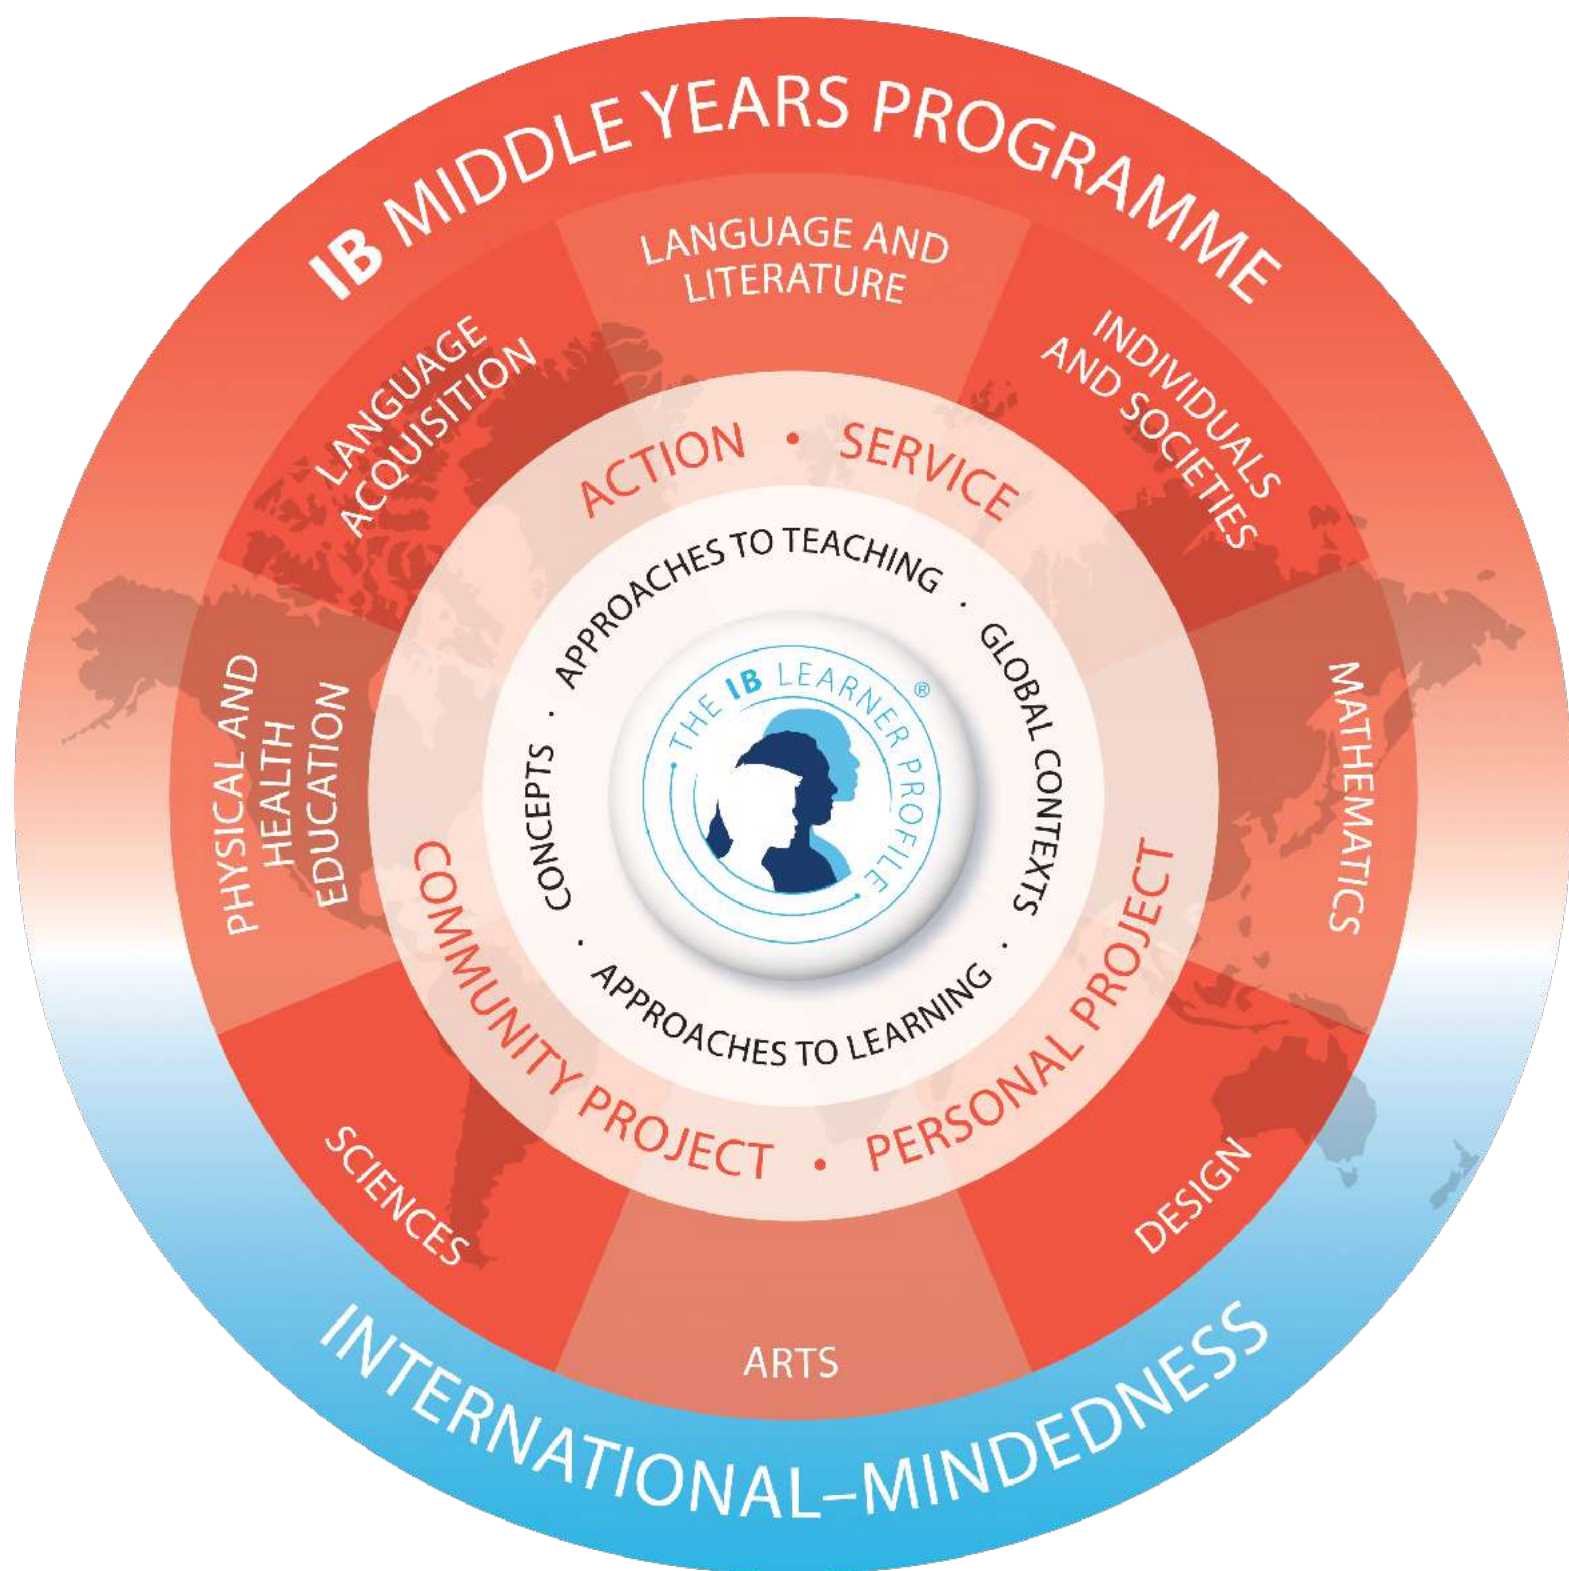 IB MIDDLE YEARS PROGRAMME
LANGUAGE AND
LITERATURE
INDIVIDUALS
AND SOCIETIES
MATHEMATICS
DESIGN
ARTS
SCIENCES
PHYSICAL AND
HEALTH
EDUCATION
LANGUAGE
ACQUISITION
ACTION • SERVICE
PERSONAL PROJECT
•
COMMUNITY PROJECT
APPROACHES TO TEACHING
·
GLOBAL CONTEXTS
·
APPROACHES TO LEARNING
·
CONCEPTS
·
THE IB LEARNER PROFILE
®
INTERNATIONAL–MINDEDNESS